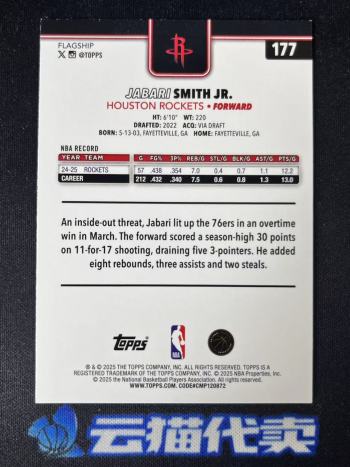 FLAGSHIP
X @TOPPS
R
177
JABARI SMITH JR.
HOUSTON ROCKETS • FORWARD
HT: 6'10" WT: 220
DRAFTED: 2022 ACQ: VIA DRAFT
BORN: 5-13-03, FAYETTEVILLE, GA HOME: FAYETTEVILLE, GA
NBA RECORD
YEAR TEAM G FG% 3P% REB/G STL/G BLK/G AST/G PTS/G
24-25 ROCKETS 57 .438 .354 7.0 0.4 0.7 1.1 12.2
CAREER 212 .432 .340 7.5 0.6 0.8 1.3 13.0
An inside-out threat, Jabari lit up the 76ers in an overtime
win in March. The forward scored a season-high 30 points
on 11-for-17 shooting, draining five 3-pointers. He added
eight rebounds, three assists and two steals.
Topps
NBA
® & © 2025 THE TOPPS COMPANY, INC. ALL RIGHTS RESERVED. TOPPS IS A
REGISTERED TRADEMARK OF THE TOPPS COMPANY, INC. © 2025 NBA Properties, Inc.
© 2025 the National Basketball Players Association. All rights reserved.
WWW.TOPPS.COM. CODE#CMP120872
云猫代卖